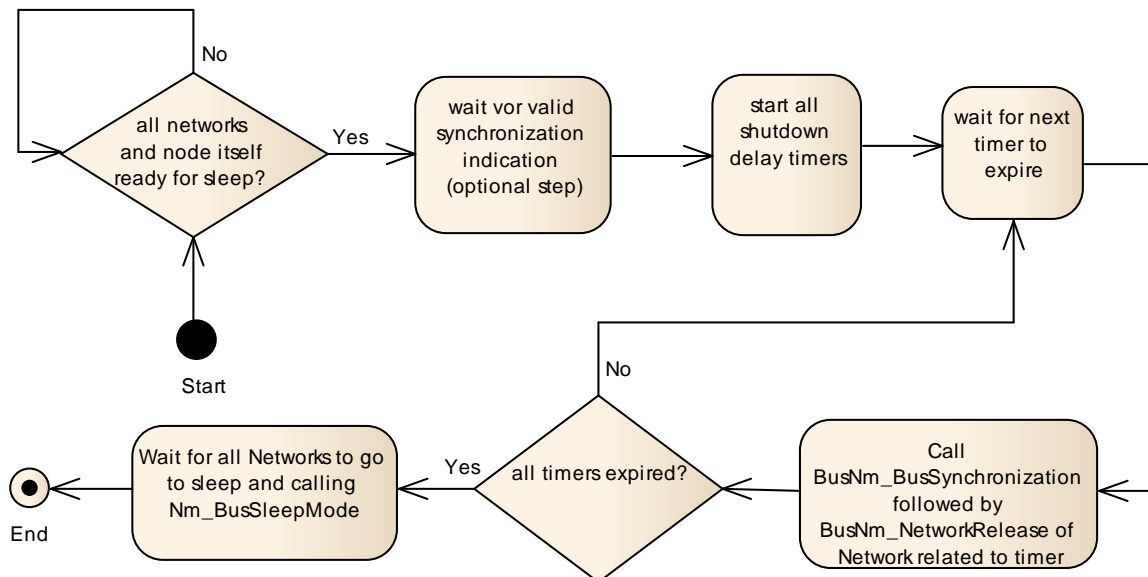 No
all networks
and node itself
ready for sleep?
Yes
wait vor valid
synchronization
indication
(optional step)
start all
shutdown
delay timers
wait for next
timer to
expire
Start
No
Call
BusNm_BusSynchronization
followed by
BusNm_NetworkRelease of
Network related to timer
all timers expired?
Yes
Wait for all Networks to go
to sleep and calling
Nm_BusSleepMode
End